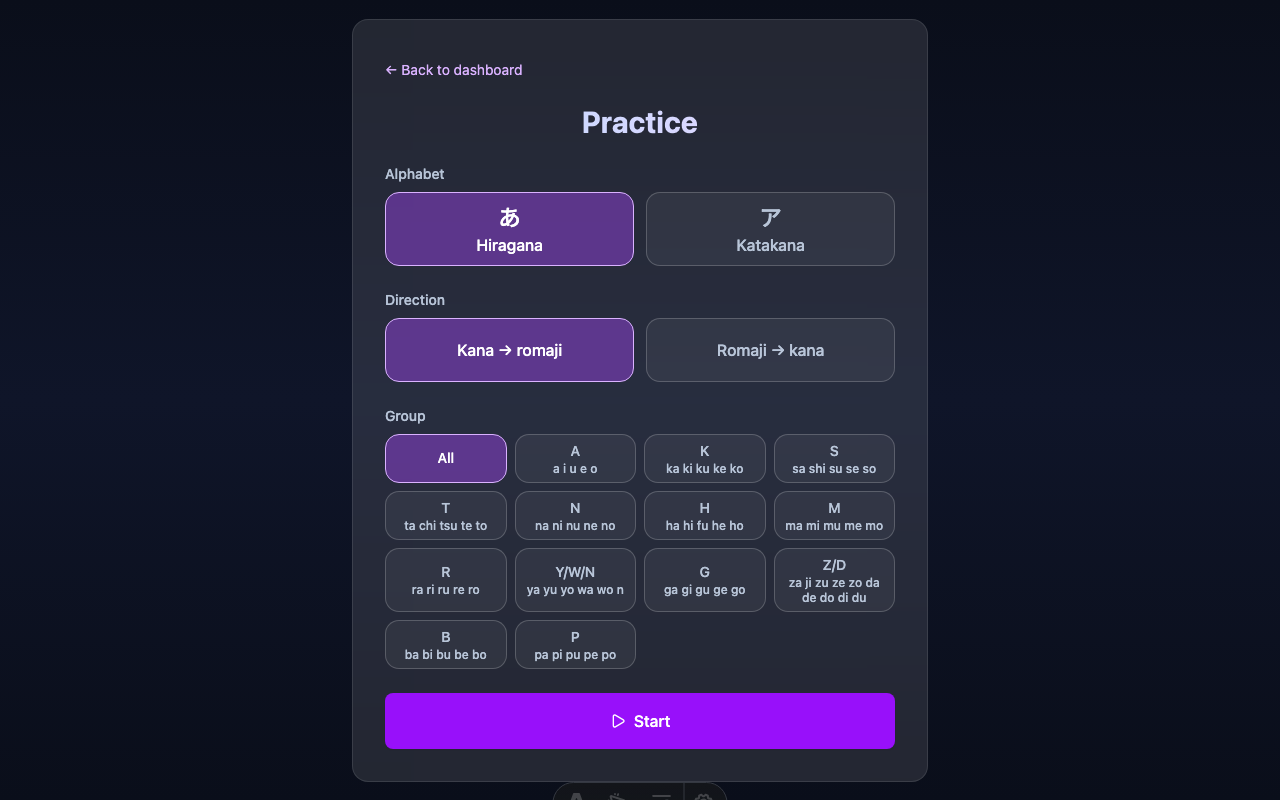 ← Back to dashboard
Practice
Alphabet
あ
Hiragana
ア
Katakana
Direction
Kana → romaji
Romaji → kana
Group
All
A
a i u e o
K
ka ki ku ke ko
S
sa shi su se so
T
ta chi tsu te to
N
na ni nu ne no
H
ha hi fu he ho
M
ma mi mu me mo
R
ra ri ru re ro
Y/W/N
ya yu yo wa wo n
G
ga gi gu ge go
Z/D
za ji zu ze zo da
de do di du
B
ba bi bu be bo
P
pa pi pu pe po
Start